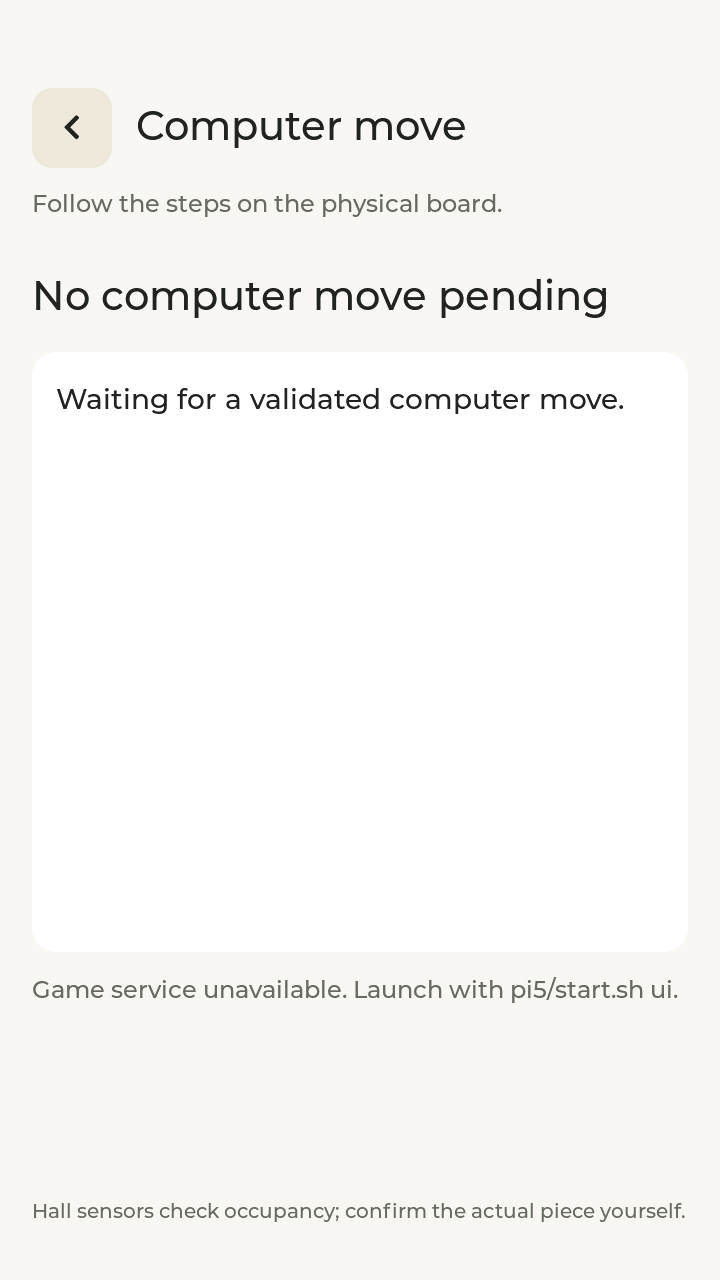 Computer move
Follow the steps on the physical board.
No computer move pending
Waiting for a validated computer move.
Game service unavailable. Launch with pi5/start.sh ui.
Hall sensors check occupancy; confirm the actual piece yourself.